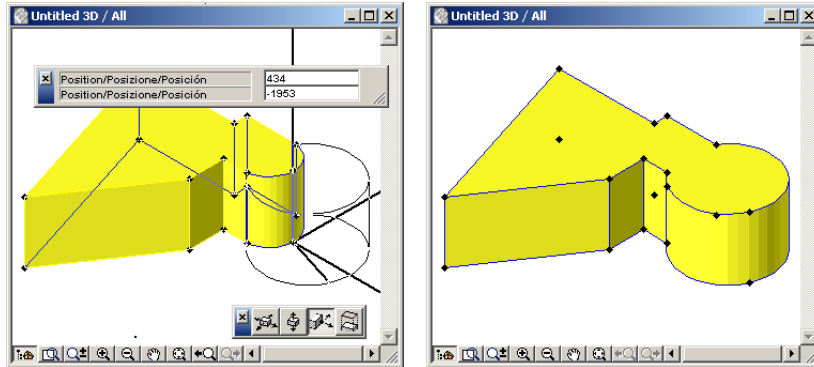 Untitled 3D / All
Position/Posizione/Posición 434
Position/Posizione/Posición -1953
Untitled 3D / All